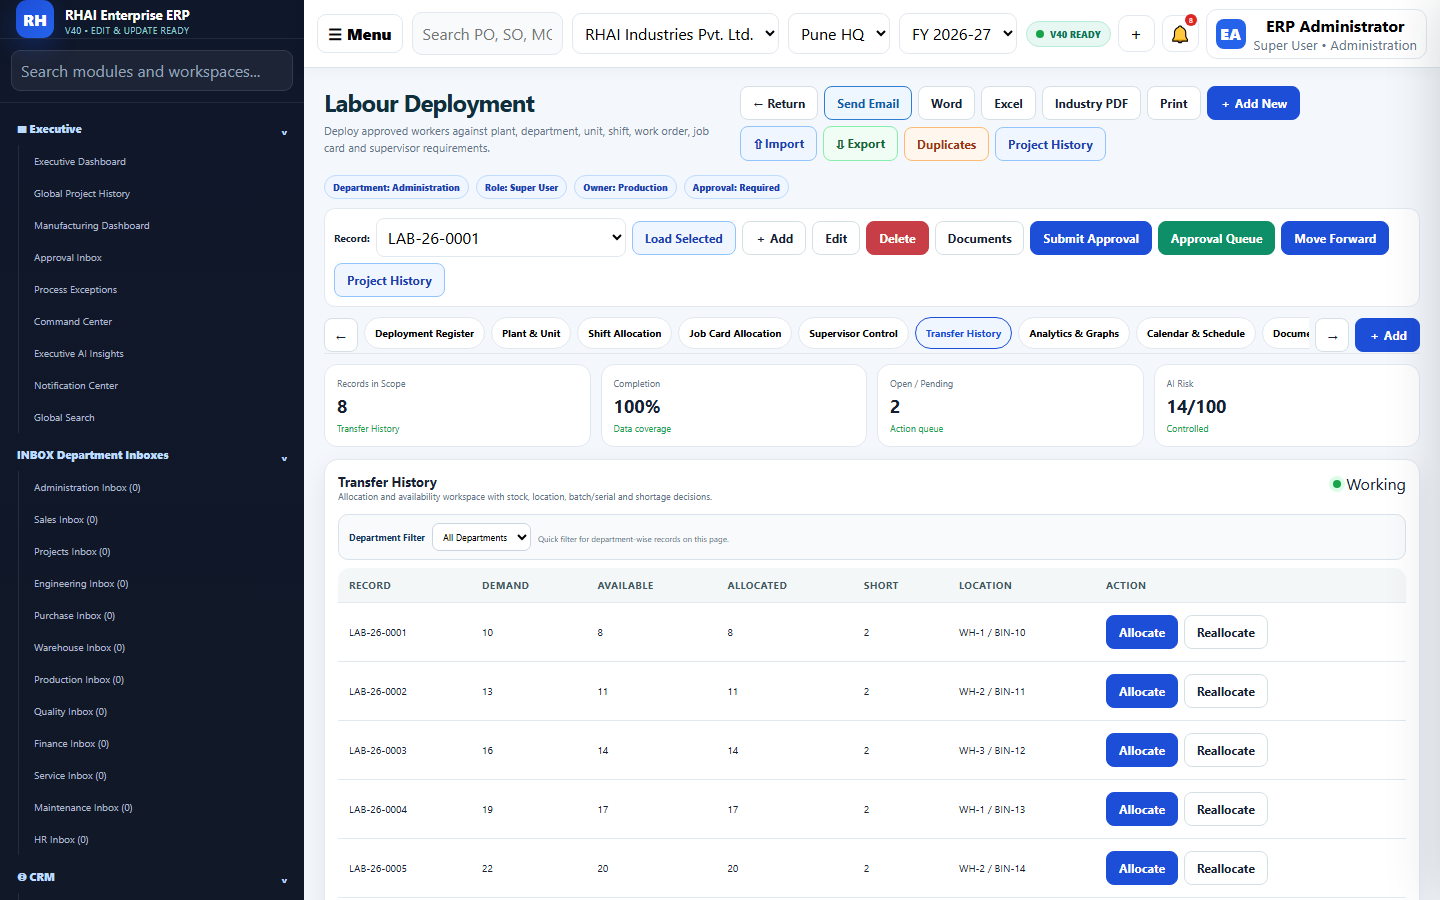 RH
RHAI Enterprise ERP
V40 • EDIT & UPDATE READY
Search modules and workspaces...
Executive
Executive Dashboard
Global Project History
Manufacturing Dashboard
Approval Inbox
Process Exceptions
Command Center
Executive AI Insights
Notification Center
Global Search
INBOX Department Inboxes
Administration Inbox (0)
Sales Inbox (0)
Projects Inbox (0)
Engineering Inbox (0)
Purchase Inbox (0)
Warehouse Inbox (0)
Production Inbox (0)
Quality Inbox (0)
Finance Inbox (0)
Service Inbox (0)
Maintenance Inbox (0)
HR Inbox (0)
CRM
☰ Menu
Search PO, SO, MC
RHAI Industries Pvt. Ltd.
Pune HQ
FY 2026-27
V40 READY
+
8
EA
ERP Administrator
Super User • Administration
Labour Deployment
Deploy approved workers against plant, department, unit, shift, work order, job
card and supervisor requirements.
← Return
Send Email
Word
Excel
Industry PDF
Print
+ Add New
⇧ Import
⇩ Export
Duplicates
Project History
Department: Administration
Role: Super User
Owner: Production
Approval: Required
Record:
LAB-26-0001
Load Selected
+ Add
Edit
Delete
Documents
Submit Approval
Approval Queue
Move Forward
Project History
←
Deployment Register
Plant & Unit
Shift Allocation
Job Card Allocation
Supervisor Control
Transfer History
Analytics & Graphs
Calendar & Schedule
Docume
→
+ Add
Records in Scope
8
Transfer History
Completion
100%
Data coverage
Open / Pending
2
Action queue
AI Risk
14/100
Controlled
Transfer History
Allocation and availability workspace with stock, location, batch/serial and shortage decisions.
Working
Department Filter
All Departments
Quick filter for department-wise records on this page.
RECORD DEMAND AVAILABLE ALLOCATED SHORT LOCATION ACTION
LAB-26-0001 10 8 8 2 WH-1 / BIN-10 Allocate Reallocate
LAB-26-0002 13 11 11 2 WH-2 / BIN-11 Allocate Reallocate
LAB-26-0003 16 14 14 2 WH-3 / BIN-12 Allocate Reallocate
LAB-26-0004 19 17 17 2 WH-1 / BIN-13 Allocate Reallocate
LAB-26-0005 22 20 20 2 WH-2 / BIN-14 Allocate Reallocate